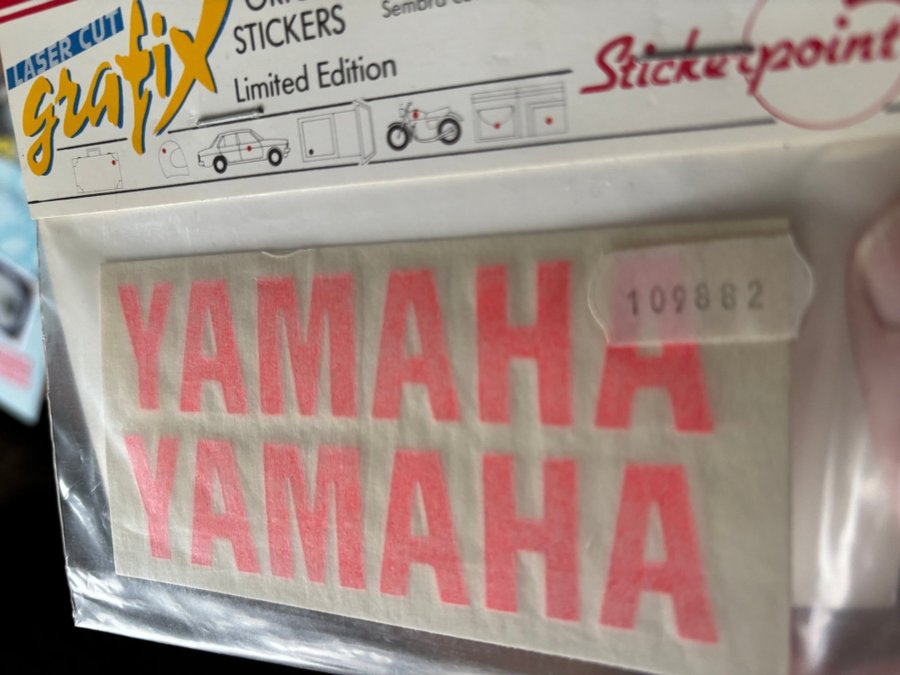 LASER CUT
grafix
STICKERS
Limited Edition
Stickerpoint
109882
YAMAHA
YAMAHA